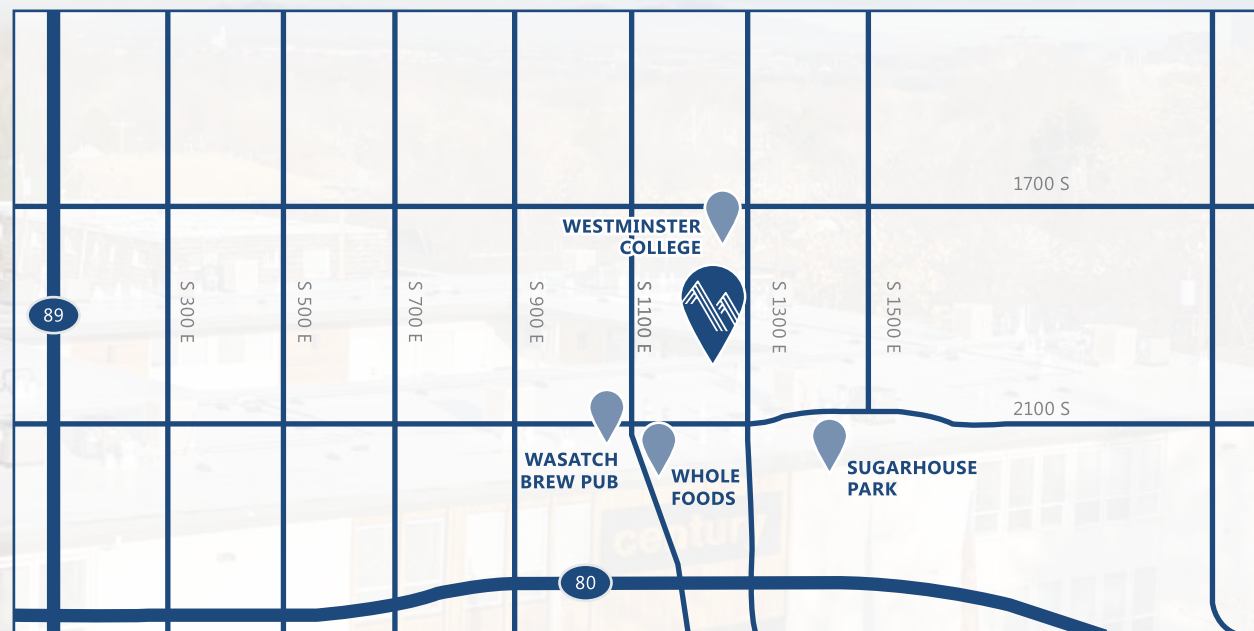 1700 S
WESTMINSTER
COLLEGE
S 300 E
S 500 E
S 700 E
S 900 E
S 1100 E
S 1300 E
S 1500 E
89
2100 S
WASATCH
BREW PUB
WHOLE
FOODS
SUGARHOUSE
PARK
century
80